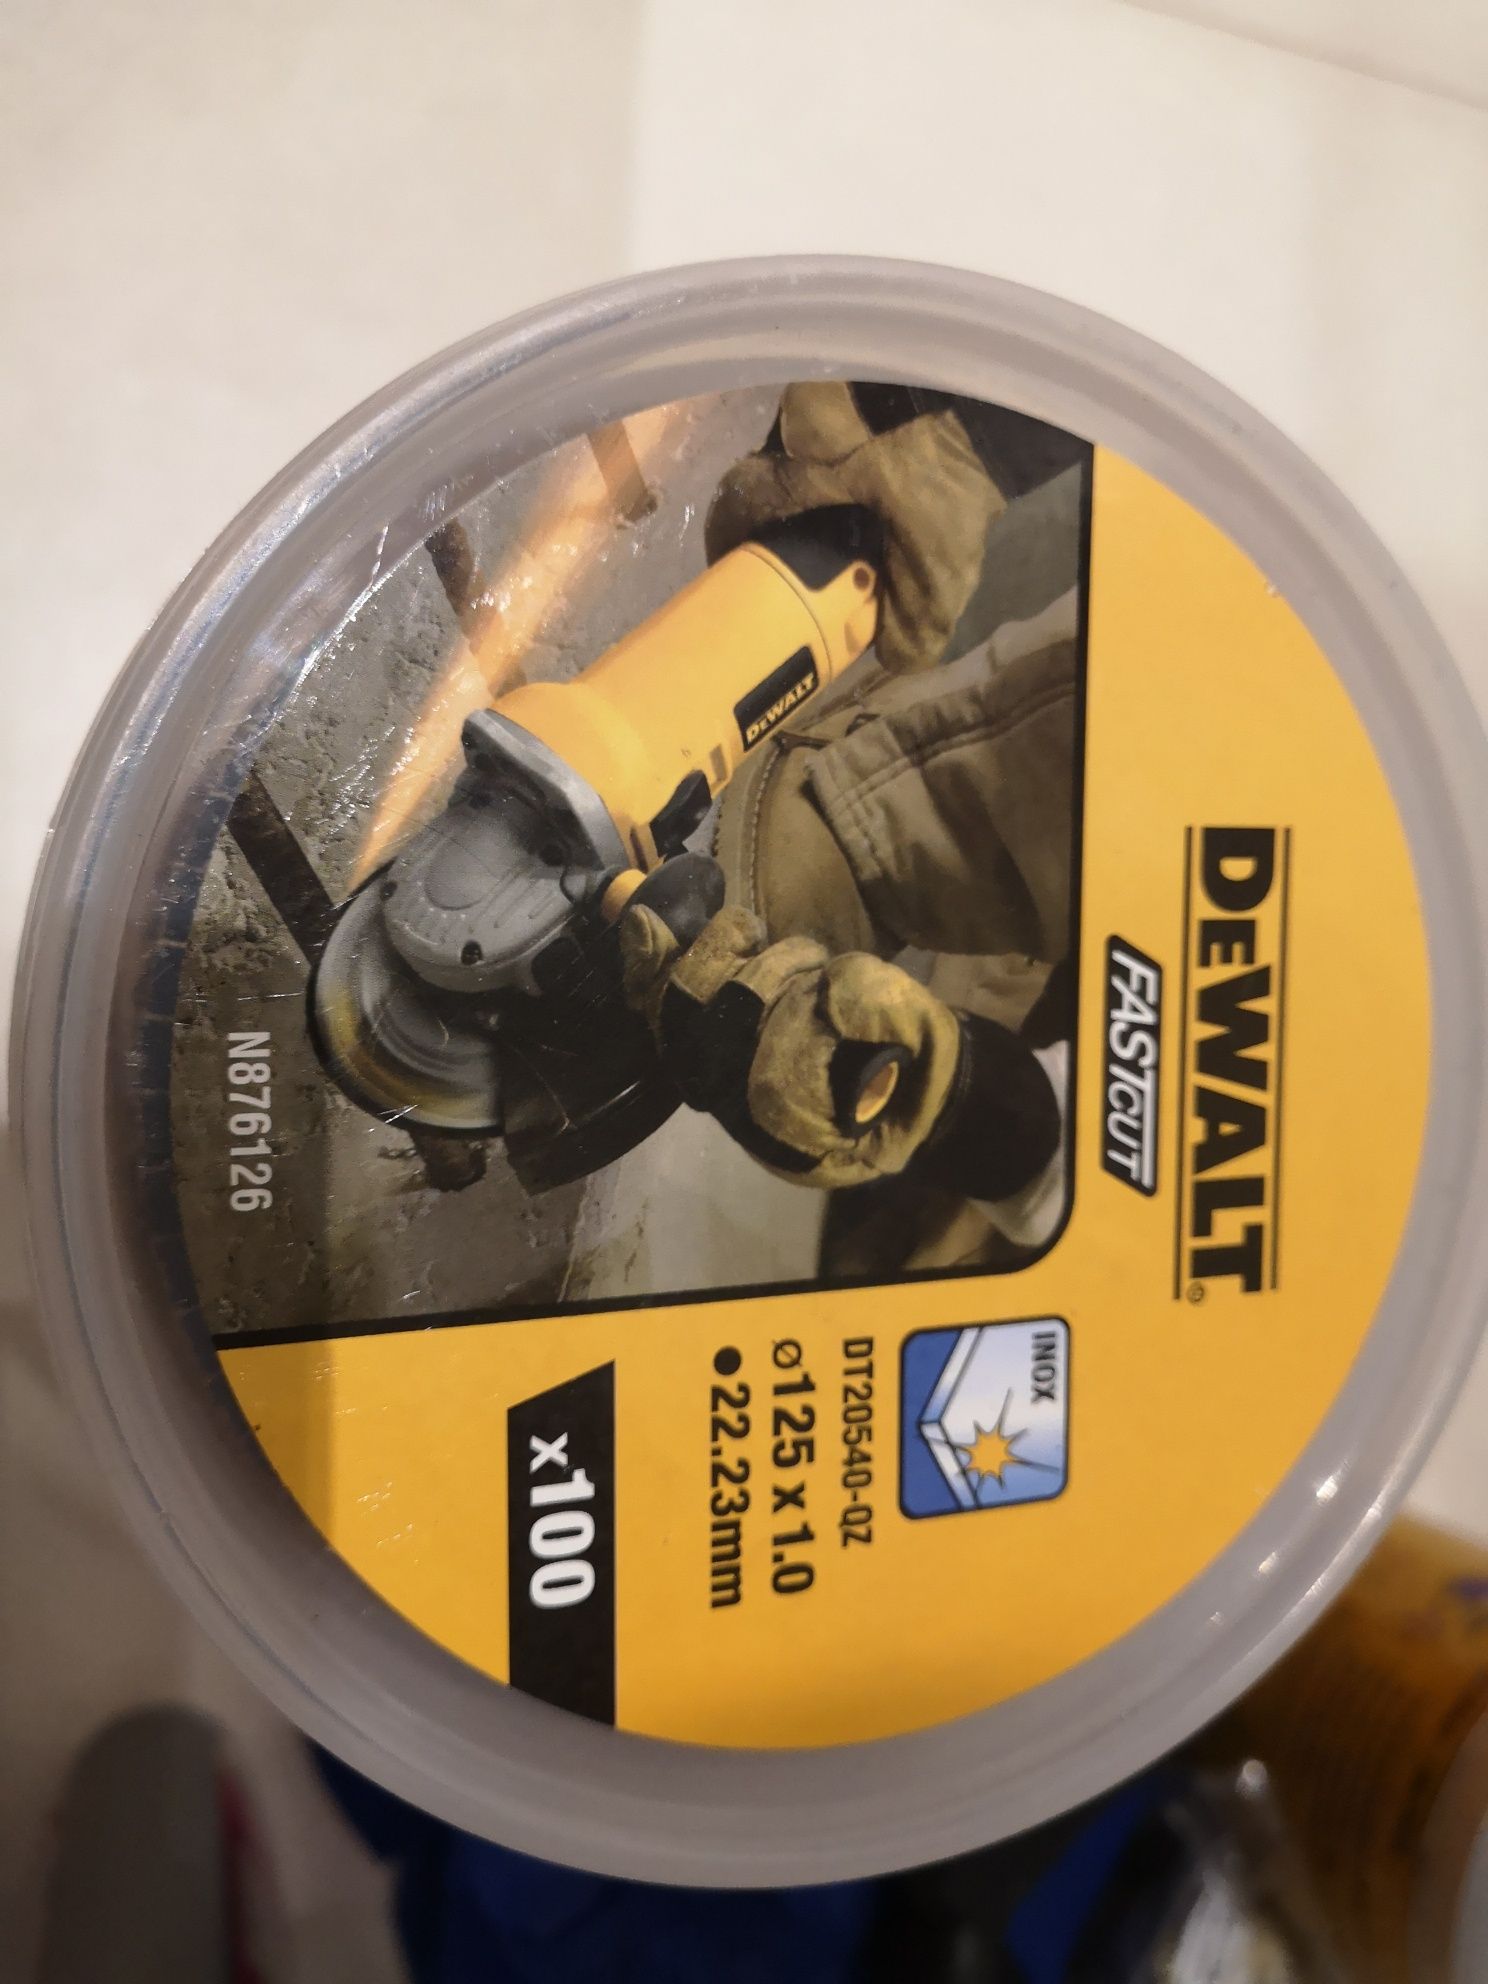 DEWALT®
FASTCUT
DEWALT
INOX
DT20540-QZ
Ø125 x 1.0
●22.23mm
x100
N876126